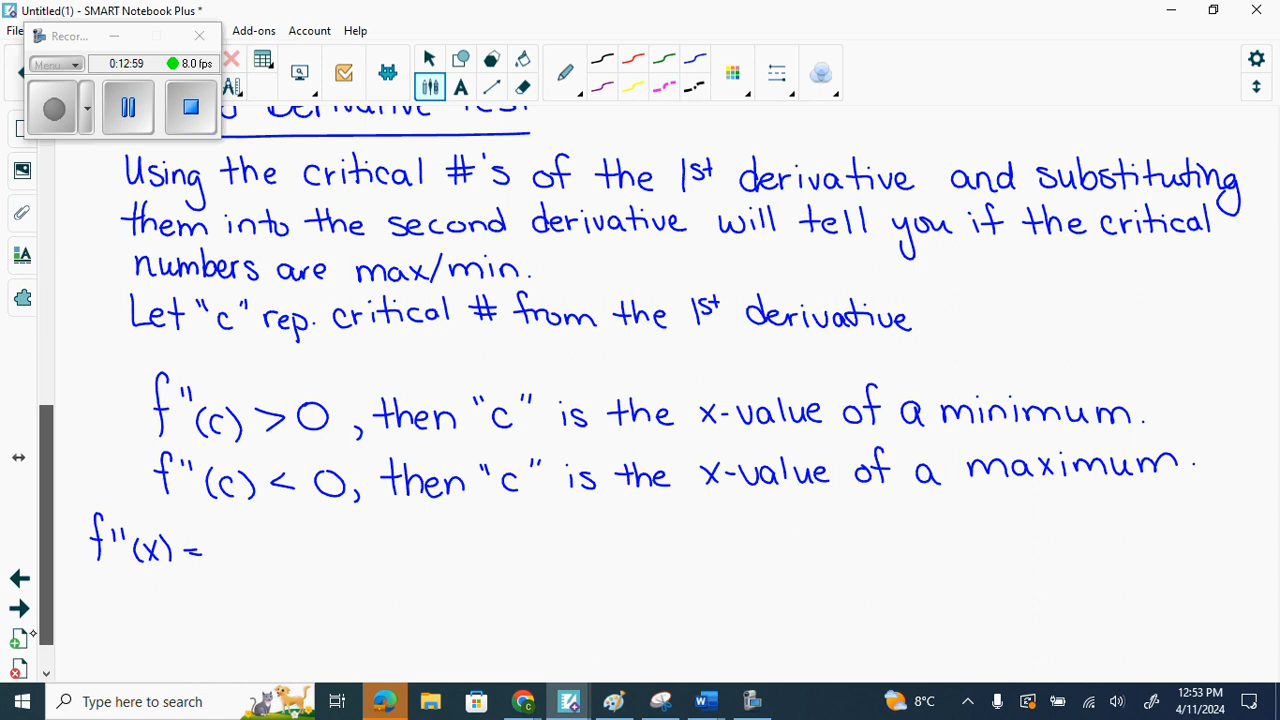 Untitled(1) - SMART Notebook Plus *
Recor...
File
Add-ons Account Help
Menu 0:12:59 8.0 fps
Derivative Test
Using the critical #'s of the 1st derivative and substituting
them into the second derivative will tell you if the critical
numbers are max/min.
Let "c" rep. critical # from the 1st derivative
f"(c) > 0, then "c" is the x-value of a minimum.
f"(c) < 0, then "c" is the x-value of a maximum.
f"(x) =
Type here to search
8°C
12:53 PM
4/11/2024